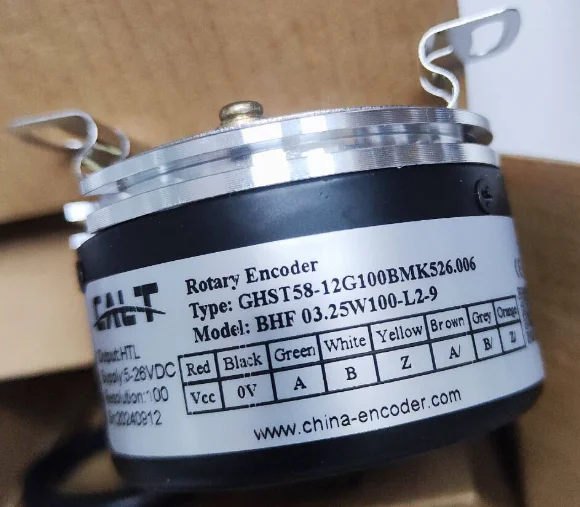 CALT
Rotary Encoder
Type: GHST58-12G100BMK526.006
Model: BHF 03.25W100-L2-9
Output:HTL
Supply:5-26VDC
Resolution:100
20240912
Red Black Green White Yellow Brown Grey Orange
Vcc 0V A B Z A/ B/ Z/
www.china-encoder.com